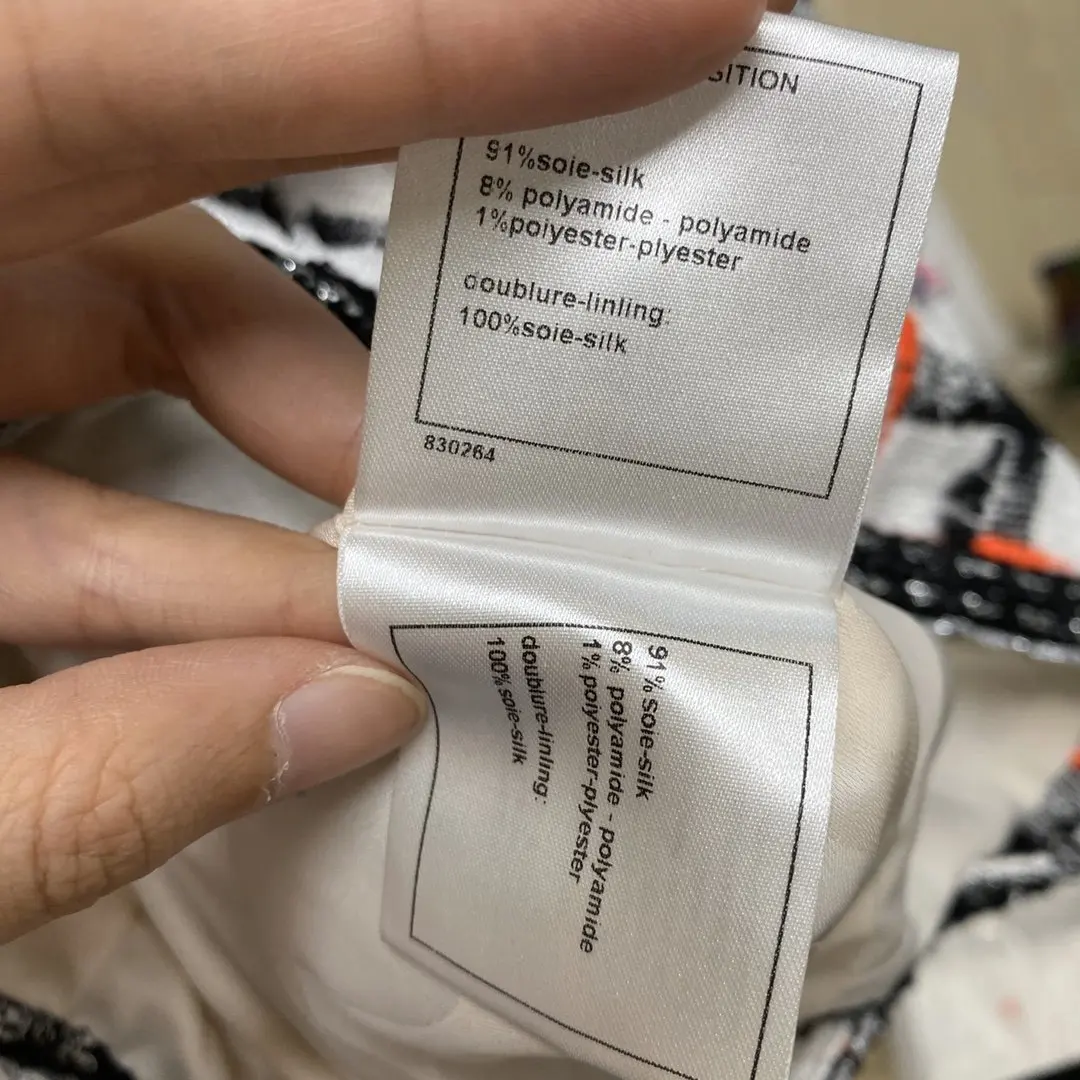 SITION
91%soie-silk
8% polyamide - polyamide
1%polyester-plyester
doublure-linling:
100%soie-silk
830264
91%soie-silk
8% polyamide - polyamide
1% polyester-plyester
doublure-linling:
100%soie-silk